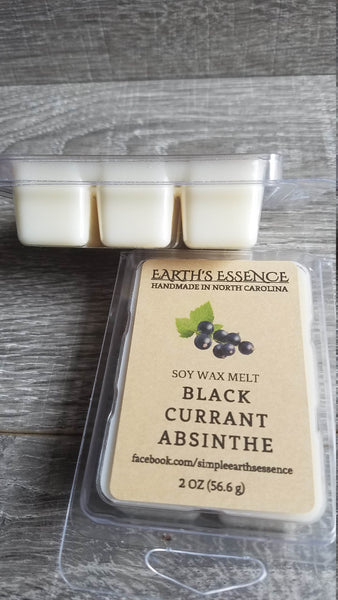 EARTH'S ESSENCE
HANDMADE IN NORTH CAROLINA
SOY WAX MELT
BLACK
CURRANT
ABSINTHE
facebook.com/simpleearthsessence
2 OZ (56.6 g)